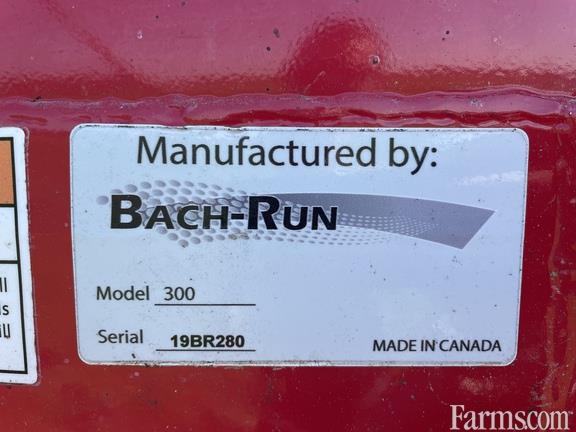 Manufactured by:
BACH-RUN
Model 300
Serial 19BR280
MADE IN CANADA
Farms.com